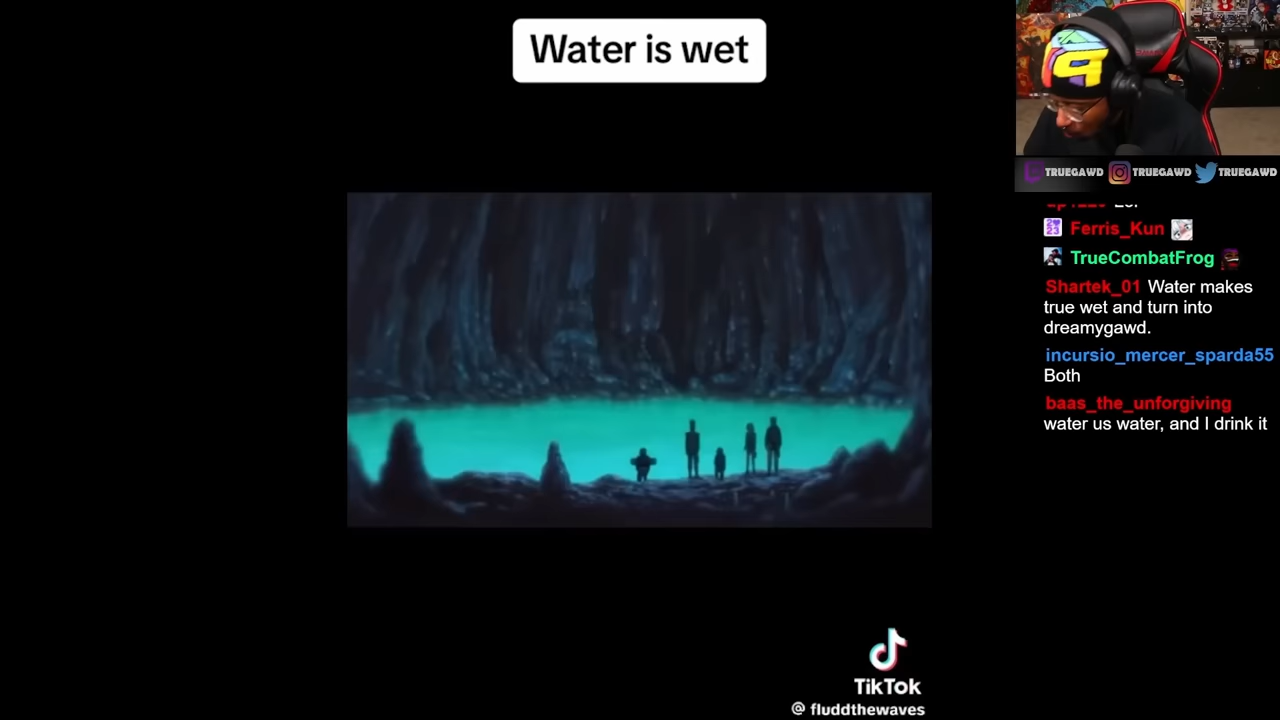 Water is wet
TRUEGAWD TRUEGAWD TRUEGAWD
Ferris_Kun
TrueCombatFrog
Shartek_01 Water makes
true wet and turn into
dreamygawd.
incursio_mercer_sparda55
Both
baas_the_unforgiving
water us water, and I drink it
TikTok
@ fluddthewaves